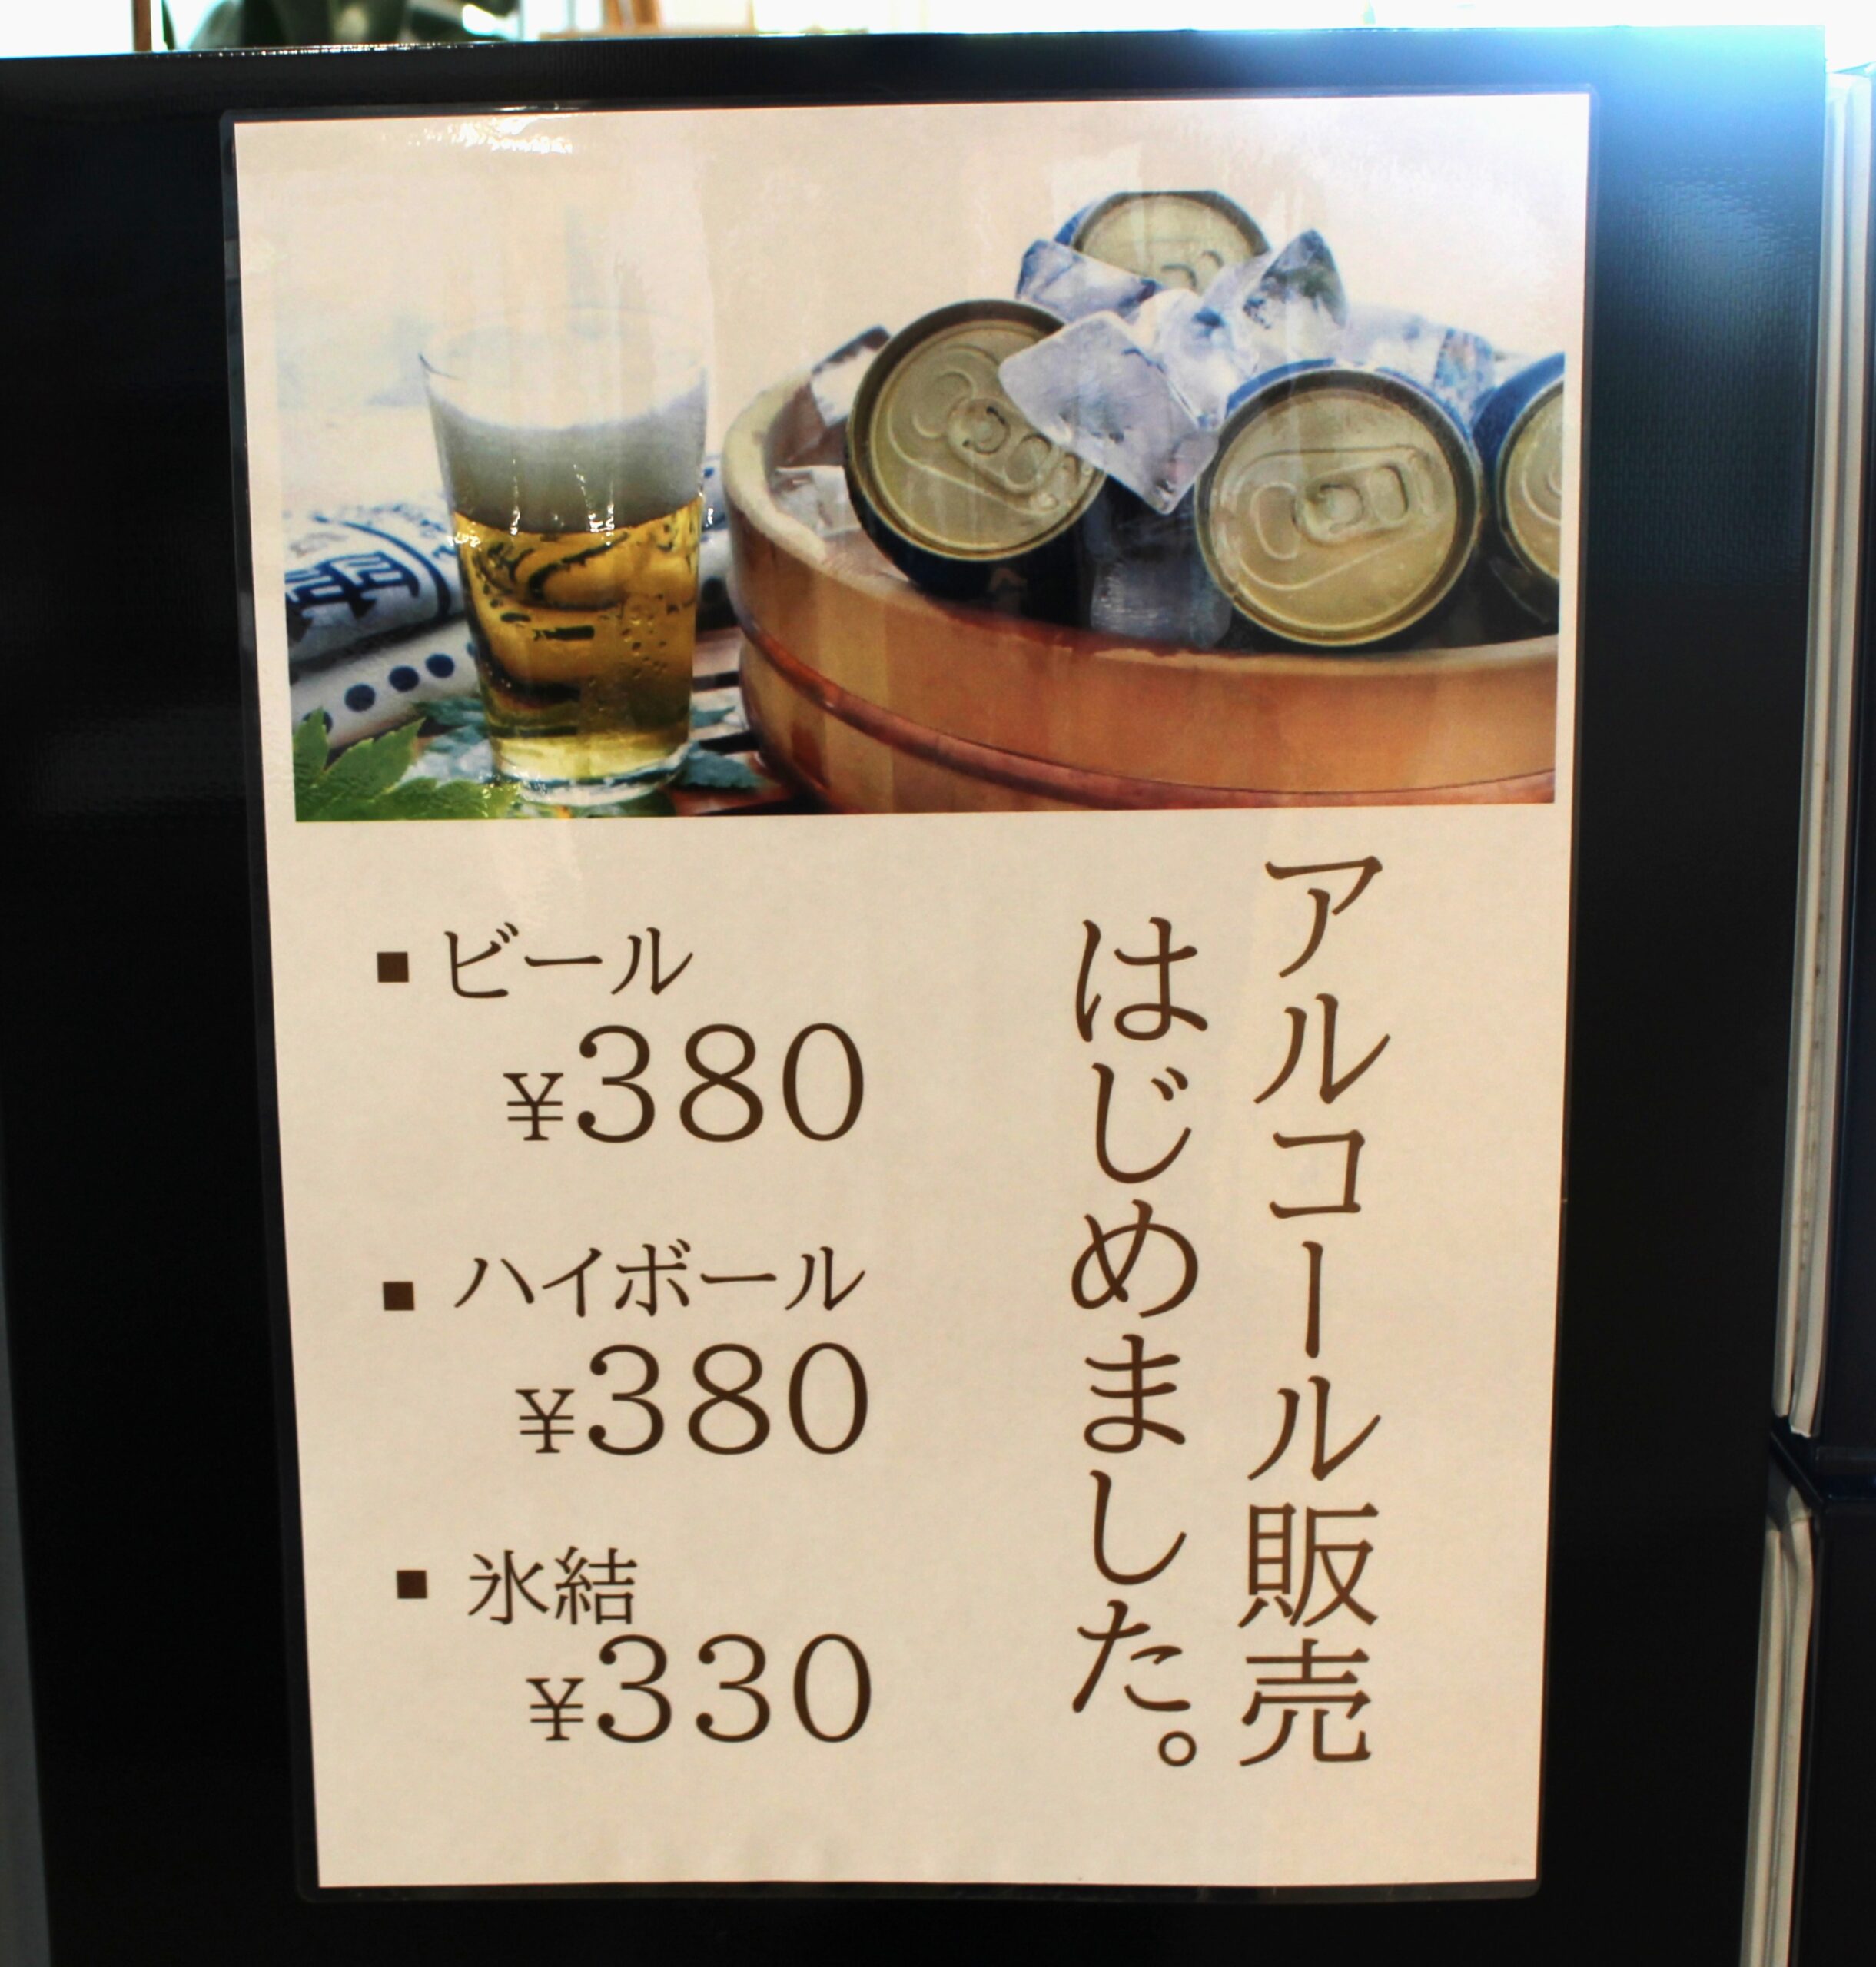 アルコール販売
はじめました。
■ ビール
¥380
■ ハイボール
¥380
■ 氷結
¥330